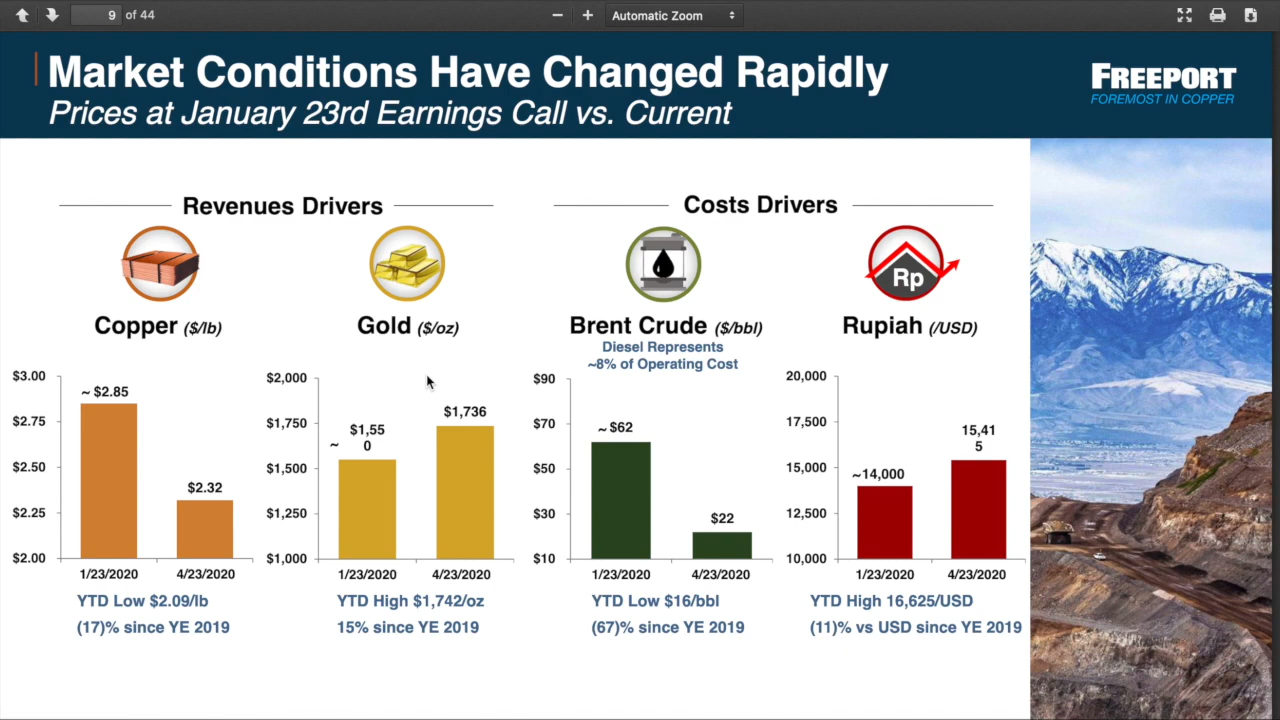 9 of 44
Automatic Zoom
Market Conditions Have Changed Rapidly
Prices at January 23rd Earnings Call vs. Current
FREEPORT
FOREMOST IN COPPER
Revenues Drivers
Costs Drivers
Rp
Copper ($/lb)
$3.00
$2.75
$2.50
$2.25
$2.00
~ $2.85
$2.32
1/23/2020
4/23/2020
YTD Low $2.09/lb
(17)% since YE 2019
Gold ($/oz)
$2,000
$1,750
$1,500
$1,250
$1,000
~ $1,55
0
$1,736
1/23/2020
4/23/2020
YTD High $1,742/oz
15% since YE 2019
Brent Crude ($/bbl)
Diesel Represents
~8% of Operating Cost
$90
$70
$50
$30
$10
~ $62
$22
1/23/2020
4/23/2020
YTD Low $16/bbl
(67)% since YE 2019
Rupiah (/USD)
20,000
17,500
15,000
12,500
10,000
~14,000
15,41
5
1/23/2020
4/23/2020
YTD High 16,625/USD
(11)% vs USD since YE 2019